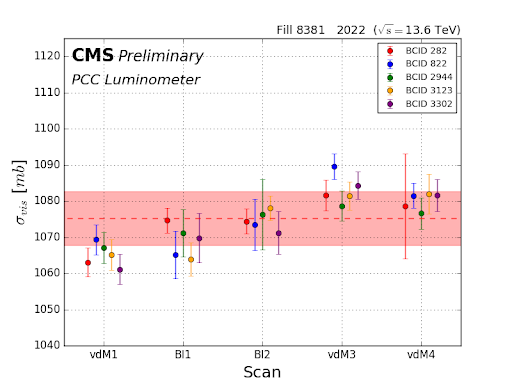 Fill 8381 2022 (√s=13.6 TeV)
CMS Preliminary
PCC Luminometer
BCID 282
BCID 822
BCID 2944
BCID 3123
BCID 3302
σvis [mb]
1120
1110
1100
1090
1080
1070
1060
1050
1040
vdM1 BI1 BI2 vdM3 vdM4
Scan